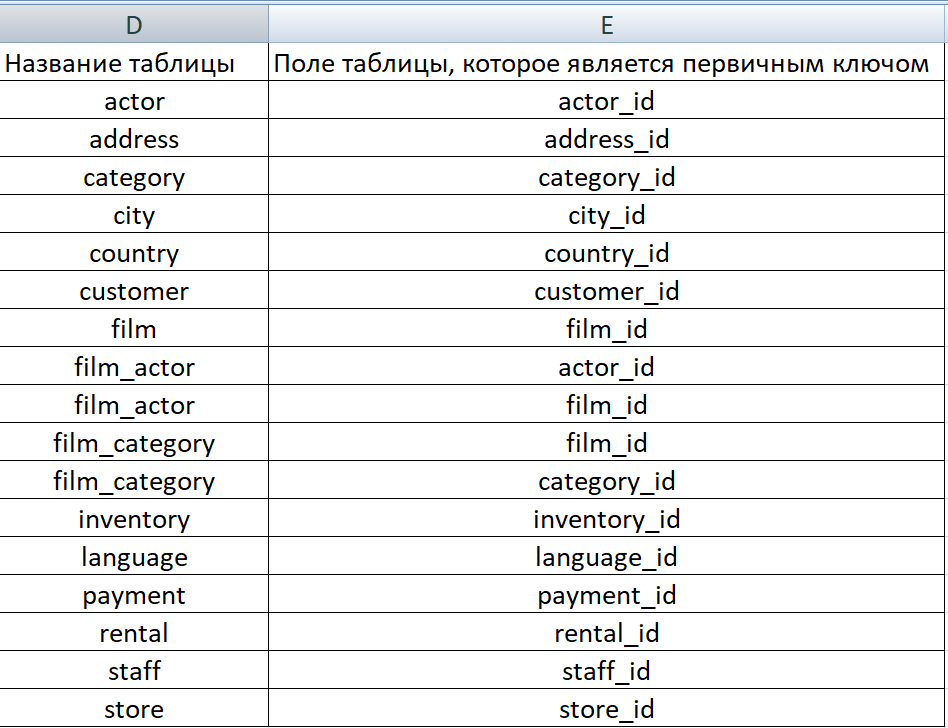 D E
Название таблицы Поле таблицы, которое является первичным ключом
actor actor_id
address address_id
category category_id
city city_id
country country_id
customer customer_id
film film_id
film_actor actor_id
film_actor film_id
film_category film_id
film_category category_id
inventory inventory_id
language language_id
payment payment_id
rental rental_id
staff staff_id
store store_id